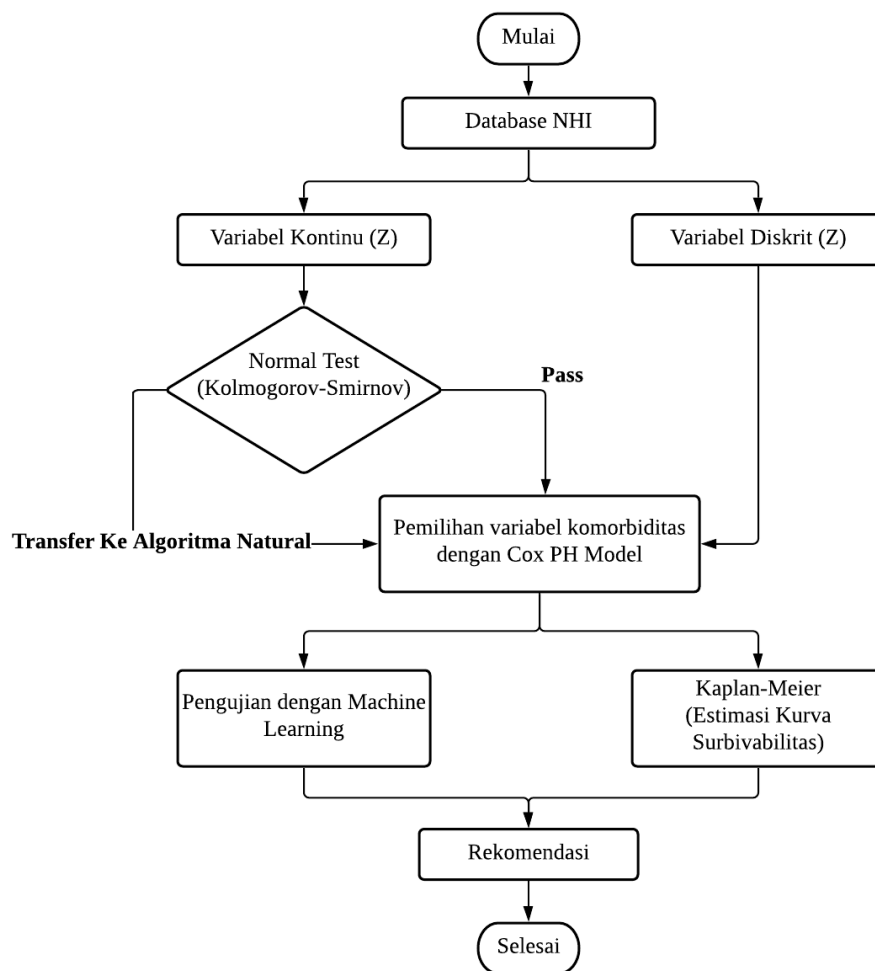 Mulai
Database NHI
Variabel Kontinu (Z)
Variabel Diskrit (Z)
Normal Test
(Kolmogorov-Smirnov)
Pass
Transfer Ke Algoritma Natural
Pemilihan variabel komorbiditas
dengan Cox PH Model
Pengujian dengan Machine
Learning
Kaplan-Meier
(Estimasi Kurva
Surbivabilitas)
Rekomendasi
Selesai